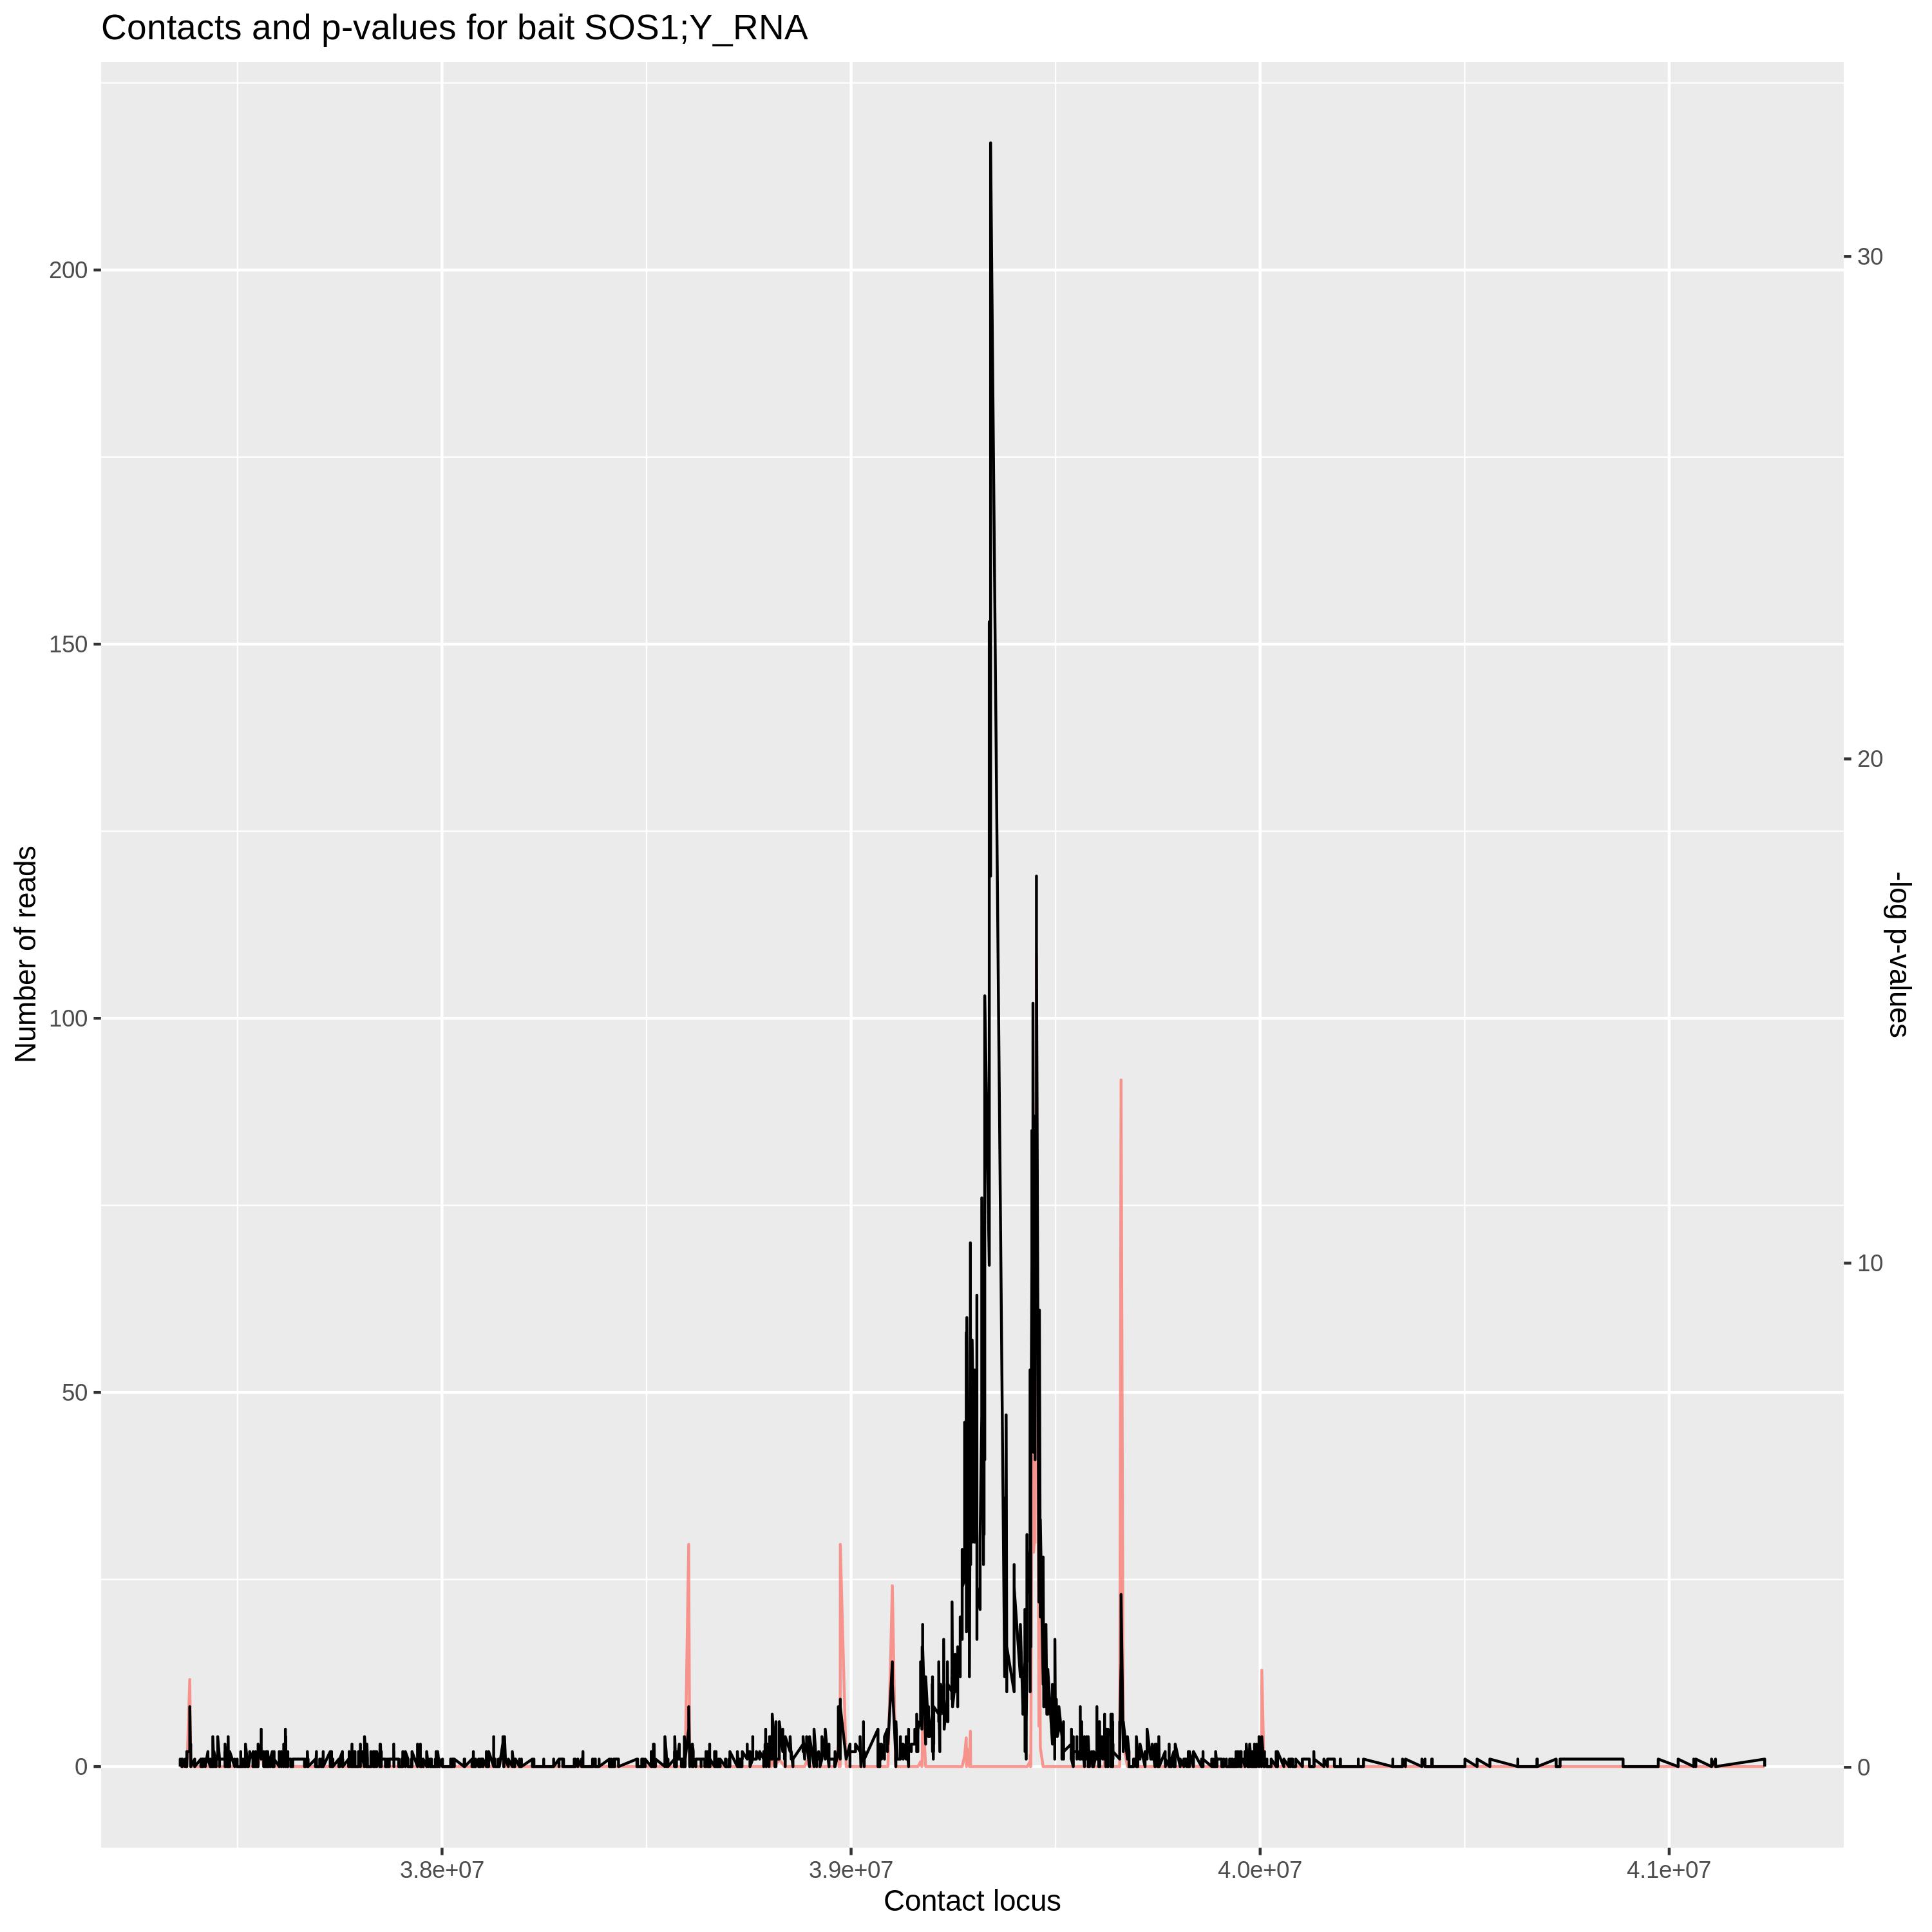 Contacts and p-values for bait SOS1;Y_RNA
Number of reads
200
150
100
50
0
30
20
10
0
-log p-values
3.8e+07 3.9e+07 4.0e+07 4.1e+07
Contact locus